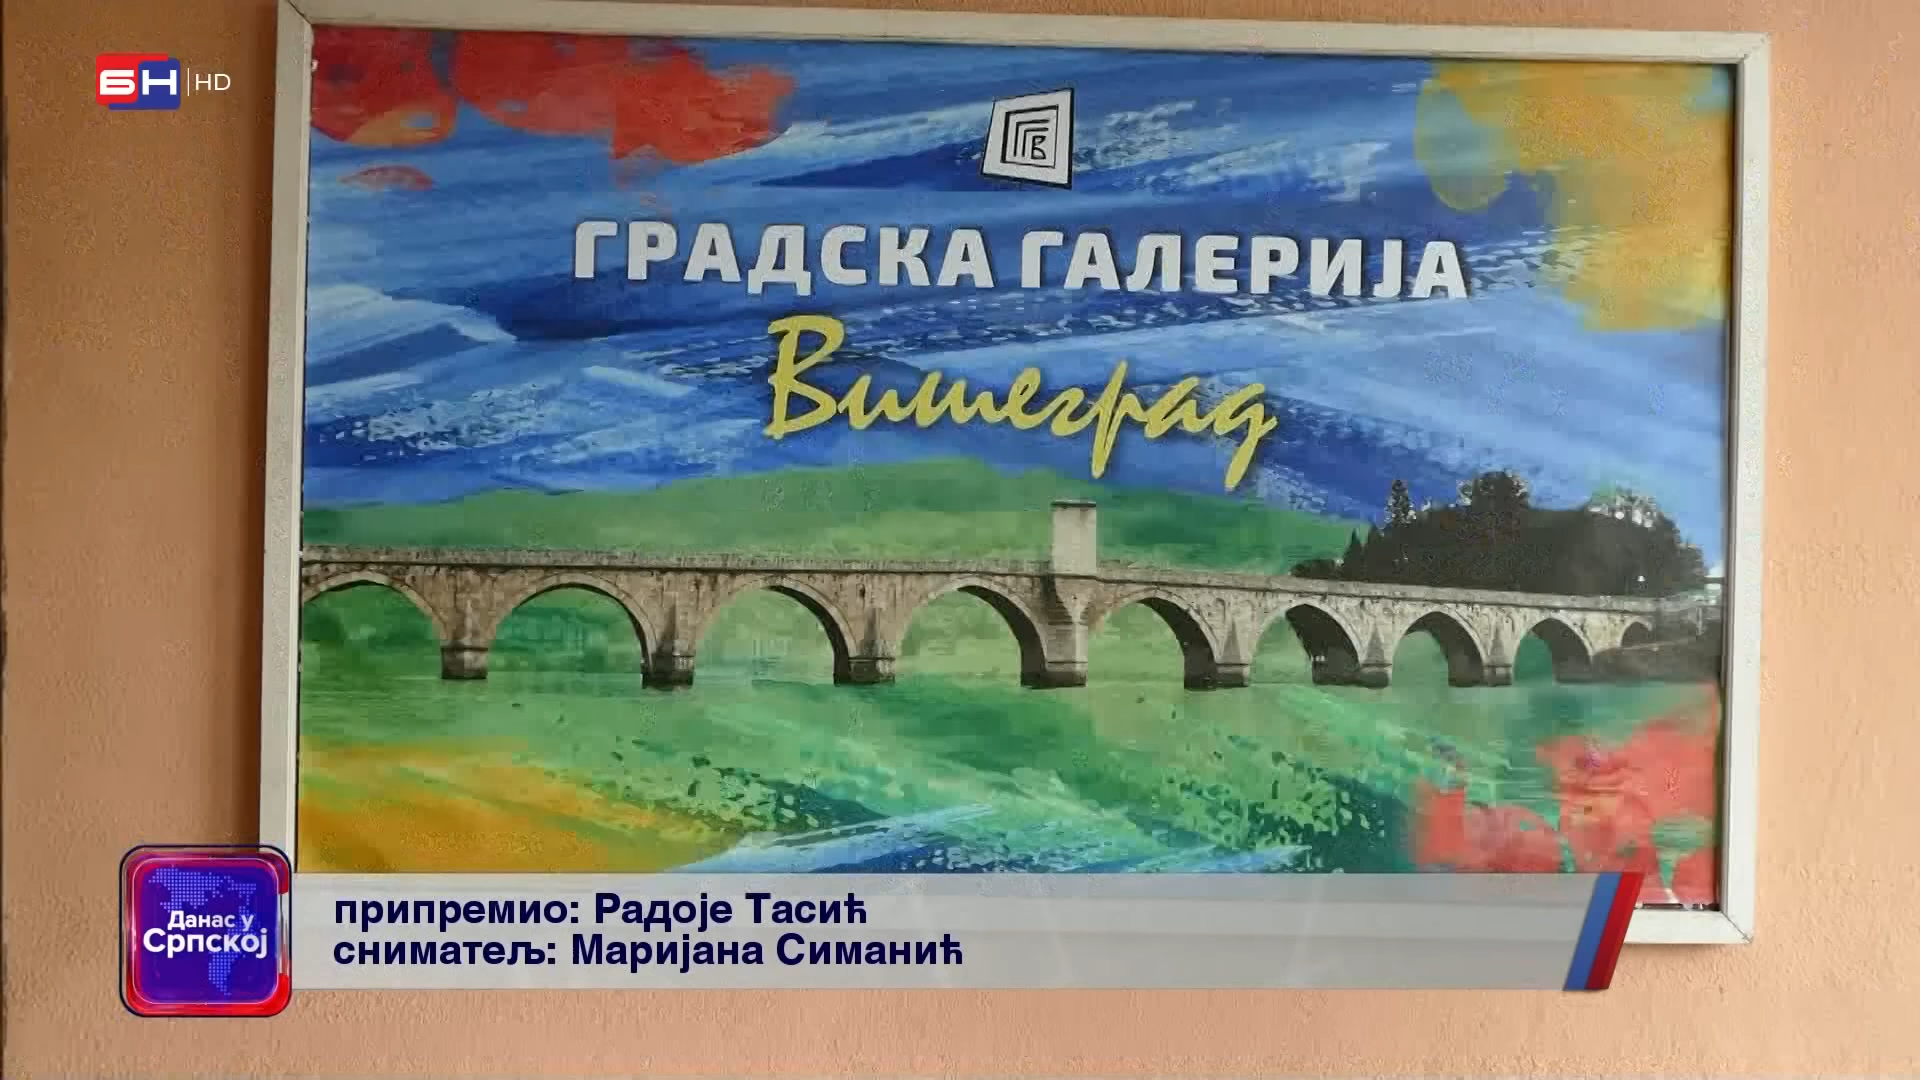 БН HD
ГГВ
ГРАДСКА ГАЛЕРИЈА
Вишеград
Данас у
Српској
припремио: Радоје Тасић
сниматељ: Маријана Симанић